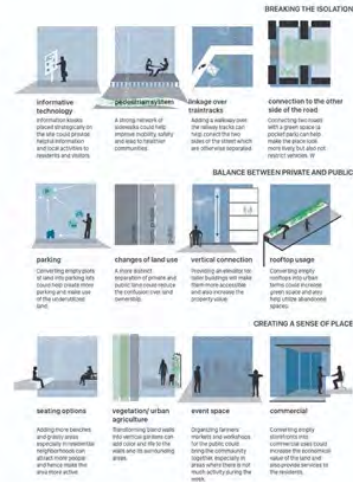 BREAKING THE ISOLATION
informative
technology
Information kiosks
placed strategically on
the site could provide
helpful information
and local activities to
residents and visitors
pedestrian system
A strong network of
sidewalks could help
improve mobility, safety
and lead to healthier
communities.
linkage over
traintracks
Adding a walkway over
the railway tracks can
help connect the two
sides of the street which
are otherwise separated
connection to the other
side of the road
Connecting two roads
with a green space (a
pocket park) can help
make the place look
more lively but also not
restrict vehicles.
BALANCE BETWEEN PRIVATE AND PUBLIC
parking
Converting empty plots
of land into parking lots
could help create more
parking and make use
of the underutilized
land.
changes of land use
A more distinct
separation of private and
public land could reduce
the confusion over land
ownership.
vertical connection
Providing an elevator for
taller buildings will make
them more accessible
and also increase the
property value.
rooftop usage
Converting empty
rooftops into urban
farms could increase
green space and also
help utilize abandoned
spaces.
CREATING A SENSE OF PLACE
seating options
Adding more benches
and grassy areas
especially in residential
neighborhoods can
attract more people
and hence make the
area more active.
vegetation/ urban
agriculture
Transforming blank walls
into vertical gardens can
add color and life to the
walls and its surrounding
areas.
event space
Organizing farmers'
markets and workshops
for the public could
bring the community
together, especially in
areas where there is not
much activity during the
week.
commercial
Converting empty
storefronts into
commercial uses could
increase the economical
value of the land and
also provide services to
the residents.